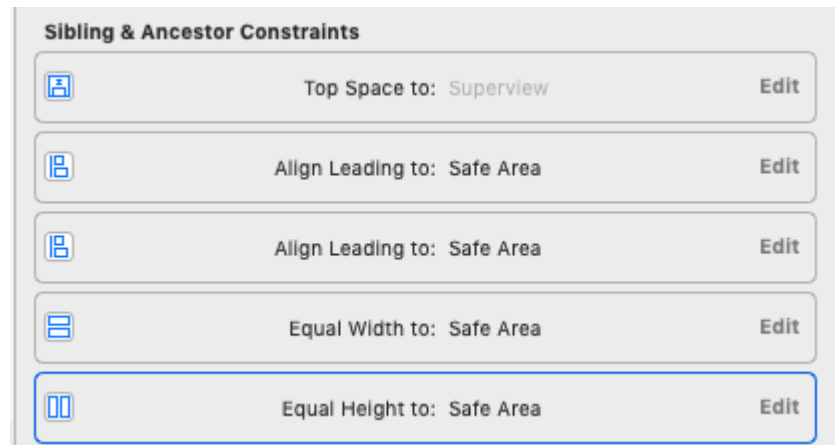 Sibling & Ancestor Constraints
Top Space to: Superview Edit
Align Leading to: Safe Area Edit
Align Leading to: Safe Area Edit
Equal Width to: Safe Area Edit
Equal Height to: Safe Area Edit